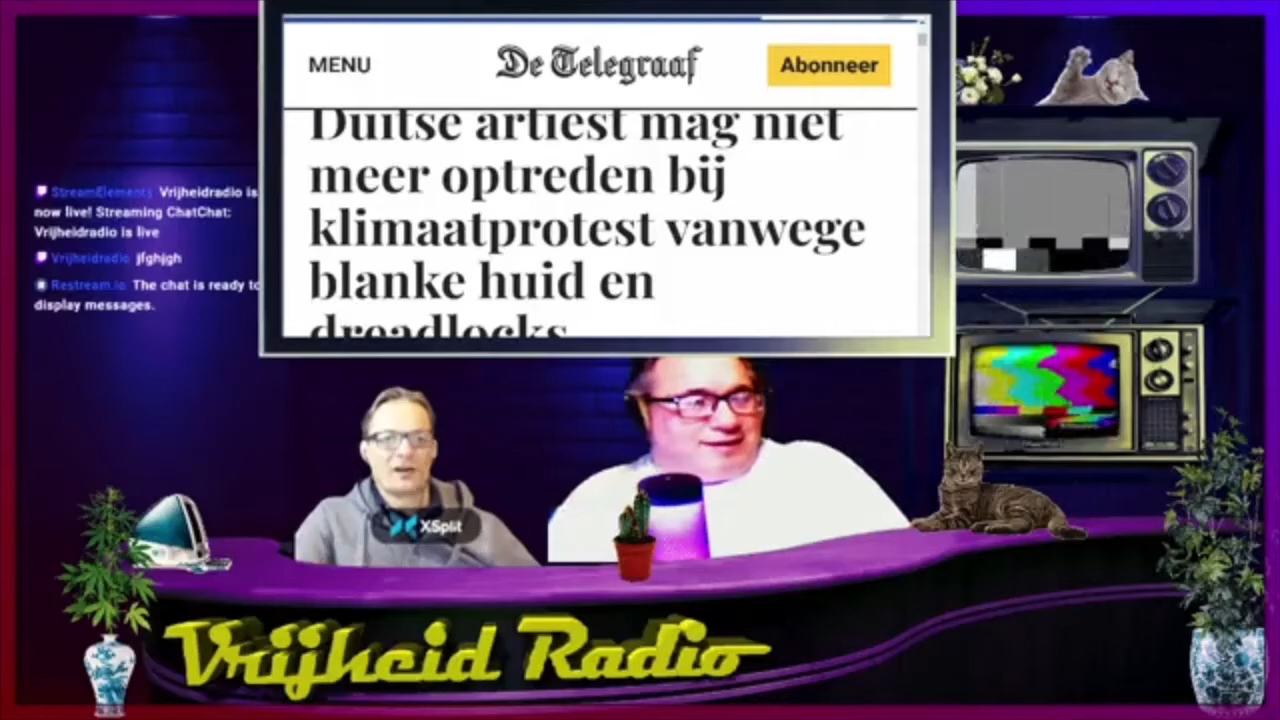 MENU
De Telegraaf
Abonneer
Duitse artiest mag niet
meer optreden bij
klimaatprotest vanwege
blanke huid en
dreadlocks
StreamElements Vrijheidradio is
now live! Streaming ChatChat:
Vrijheidradio is live
Vrijheidradio jfghjgh
Restream.io The chat is ready to
display messages.
XSplit
Vrijheid Radio